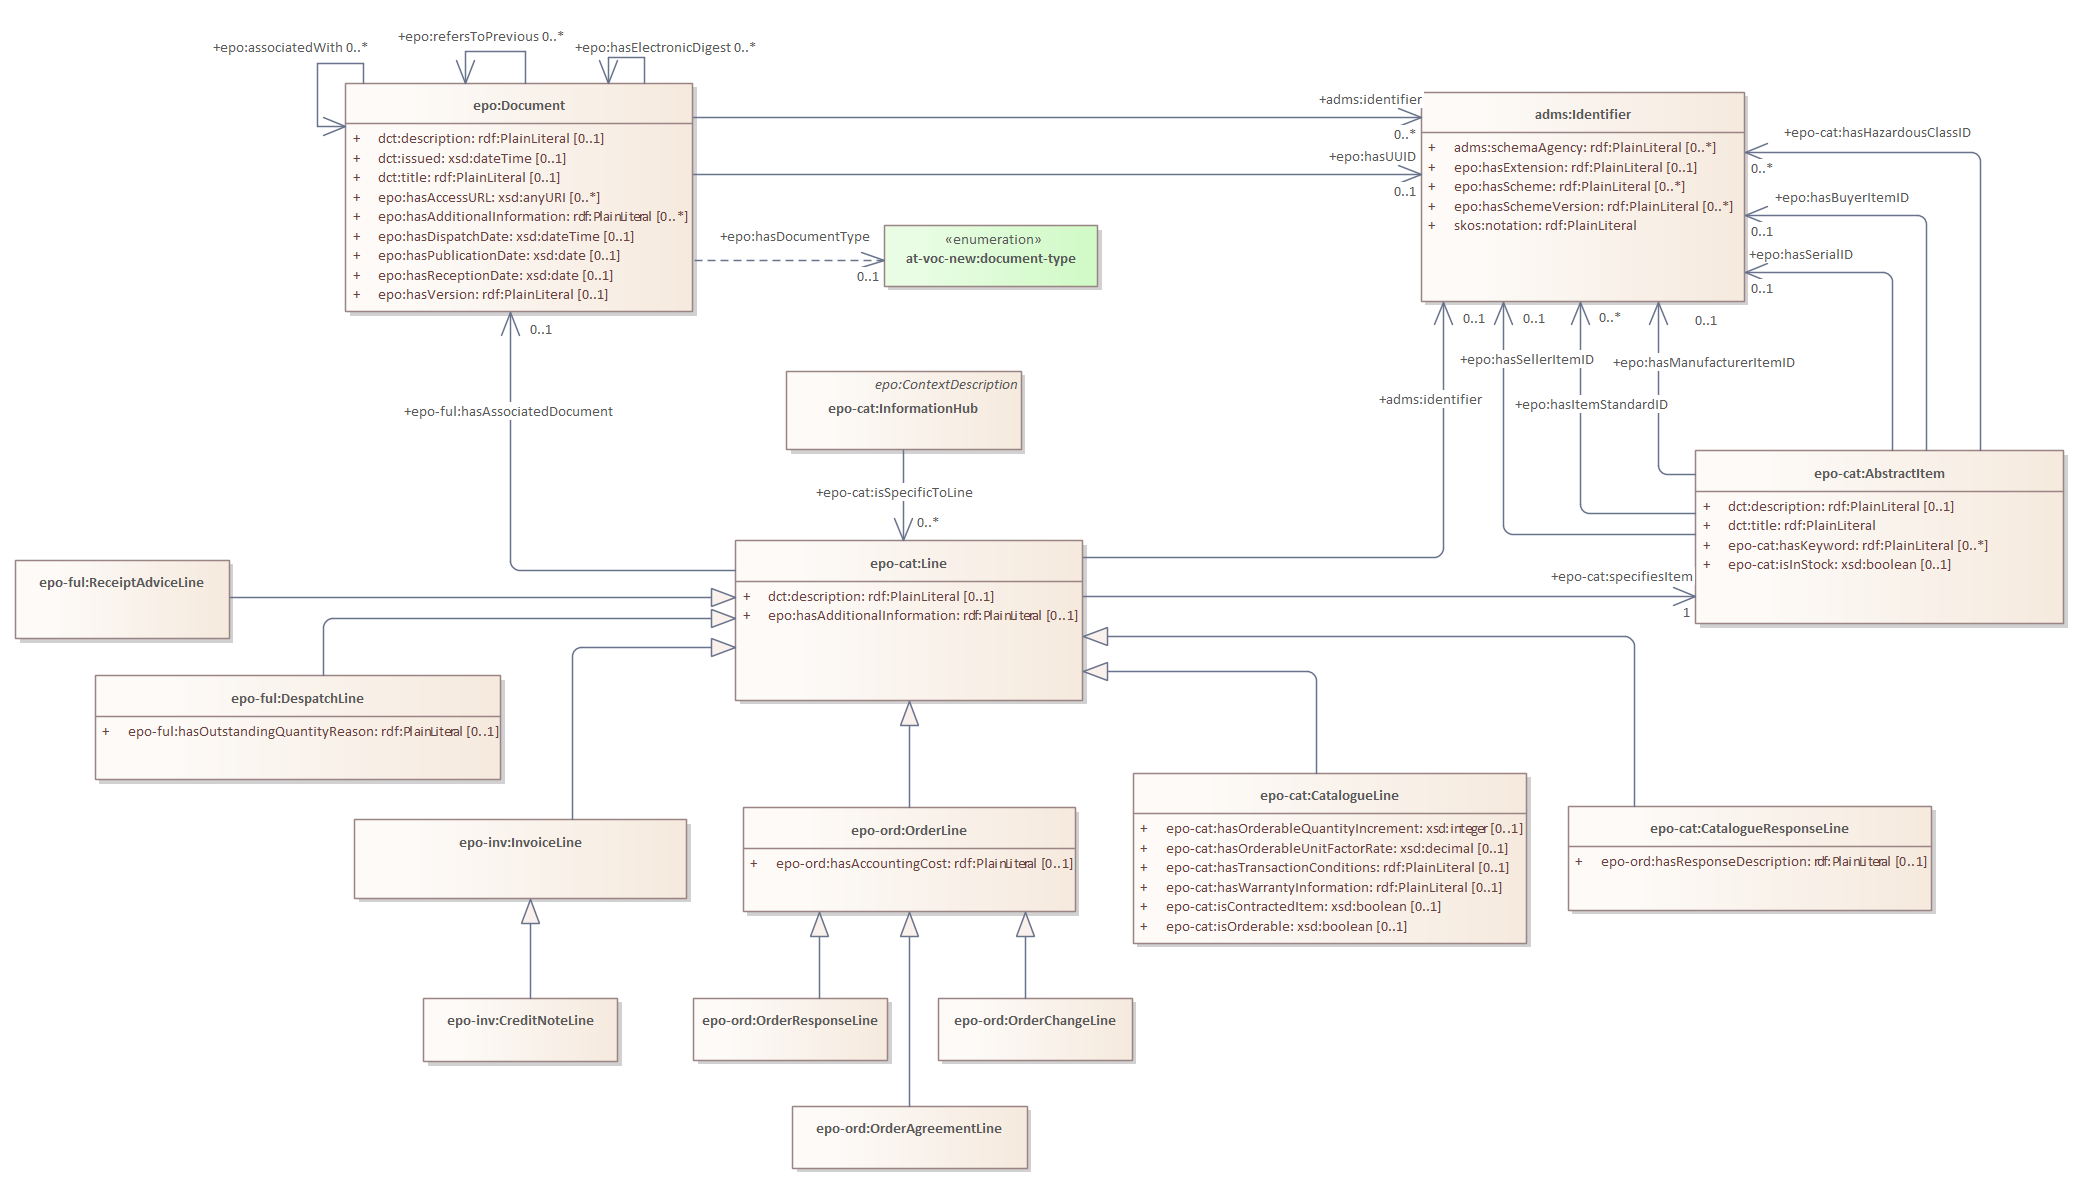 +epo:associatedWith 0..*
+epo:refersToPrevious 0..*
+epo:hasElectronicDigest 0..*
epo:Document
+ dct:description: rdf:PlainLiteral [0..1]
+ dct:issued: xsd:dateTime [0..1]
+ dct:title: rdf:PlainLiteral [0..1]
+ epo:hasAccessURL: xsd:anyURI [0..*]
+ epo:hasAdditionalInformation: rdf:PlainLiteral [0..*]
+ epo:hasDispatchDate: xsd:dateTime [0..1]
+ epo:hasPublicationDate: xsd:date [0..1]
+ epo:hasReceptionDate: xsd:date [0..1]
+ epo:hasVersion: rdf:PlainLiteral [0..1]
+adms:identifier
0..*
+epo:hasUUID
0..1
+epo:hasDocumentType
0..1
«enumeration»
at-voc-new:document-type
adms:Identifier
+ adms:schemaAgency: rdf:PlainLiteral [0..*]
+ epo:hasExtension: rdf:PlainLiteral [0..1]
+ epo:hasScheme: rdf:PlainLiteral [0..*]
+ epo:hasSchemeVersion: rdf:PlainLiteral [0..*]
+ skos:notation: rdf:PlainLiteral
+epo-cat:hasHazardousClassID
0..*
+epo:hasBuyerItemID
0..1
+epo:hasSerialID
0..1
0..1
0..1
0..1
0..*
0..1
+epo:hasSellerItemID
+epo:hasManufacturerItemID
+adms:identifier
+epo:hasItemStandardID
+epo-ful:hasAssociatedDocument
epo:ContextDescription
epo-cat:InformationHub
+epo-cat:isSpecificToLine
0..*
epo-cat:AbstractItem
+ dct:description: rdf:PlainLiteral [0..1]
+ dct:title: rdf:PlainLiteral
+ epo-cat:hasKeyword: rdf:PlainLiteral [0..*]
+ epo-cat:isInStock: xsd:boolean [0..1]
+epo-cat:specifiesItem
1
epo-cat:Line
+ dct:description: rdf:PlainLiteral [0..1]
+ epo:hasAdditionalInformation: rdf:PlainLiteral [0..1]
epo-ful:ReceiptAdviceLine
epo-ful:DespatchLine
+ epo-ful:hasOutstandingQuantityReason: rdf:PlainLiteral [0..1]
epo-inv:InvoiceLine
epo-ord:OrderLine
+ epo-ord:hasAccountingCost: rdf:PlainLiteral [0..1]
epo-cat:CatalogueLine
+ epo-cat:hasOrderableQuantityIncrement: xsd:integer [0..1]
+ epo-cat:hasOrderableUnitFactorRate: xsd:decimal [0..1]
+ epo-cat:hasTransactionConditions: rdf:PlainLiteral [0..1]
+ epo-cat:hasWarrantyInformation: rdf:PlainLiteral [0..1]
+ epo-cat:isContractedItem: xsd:boolean [0..1]
+ epo-cat:isOrderable: xsd:boolean [0..1]
epo-cat:CatalogueResponseLine
+ epo-ord:hasResponseDescription: rdf:PlainLiteral [0..1]
epo-inv:CreditNoteLine
epo-ord:OrderResponseLine
epo-ord:OrderChangeLine
epo-ord:OrderAgreementLine